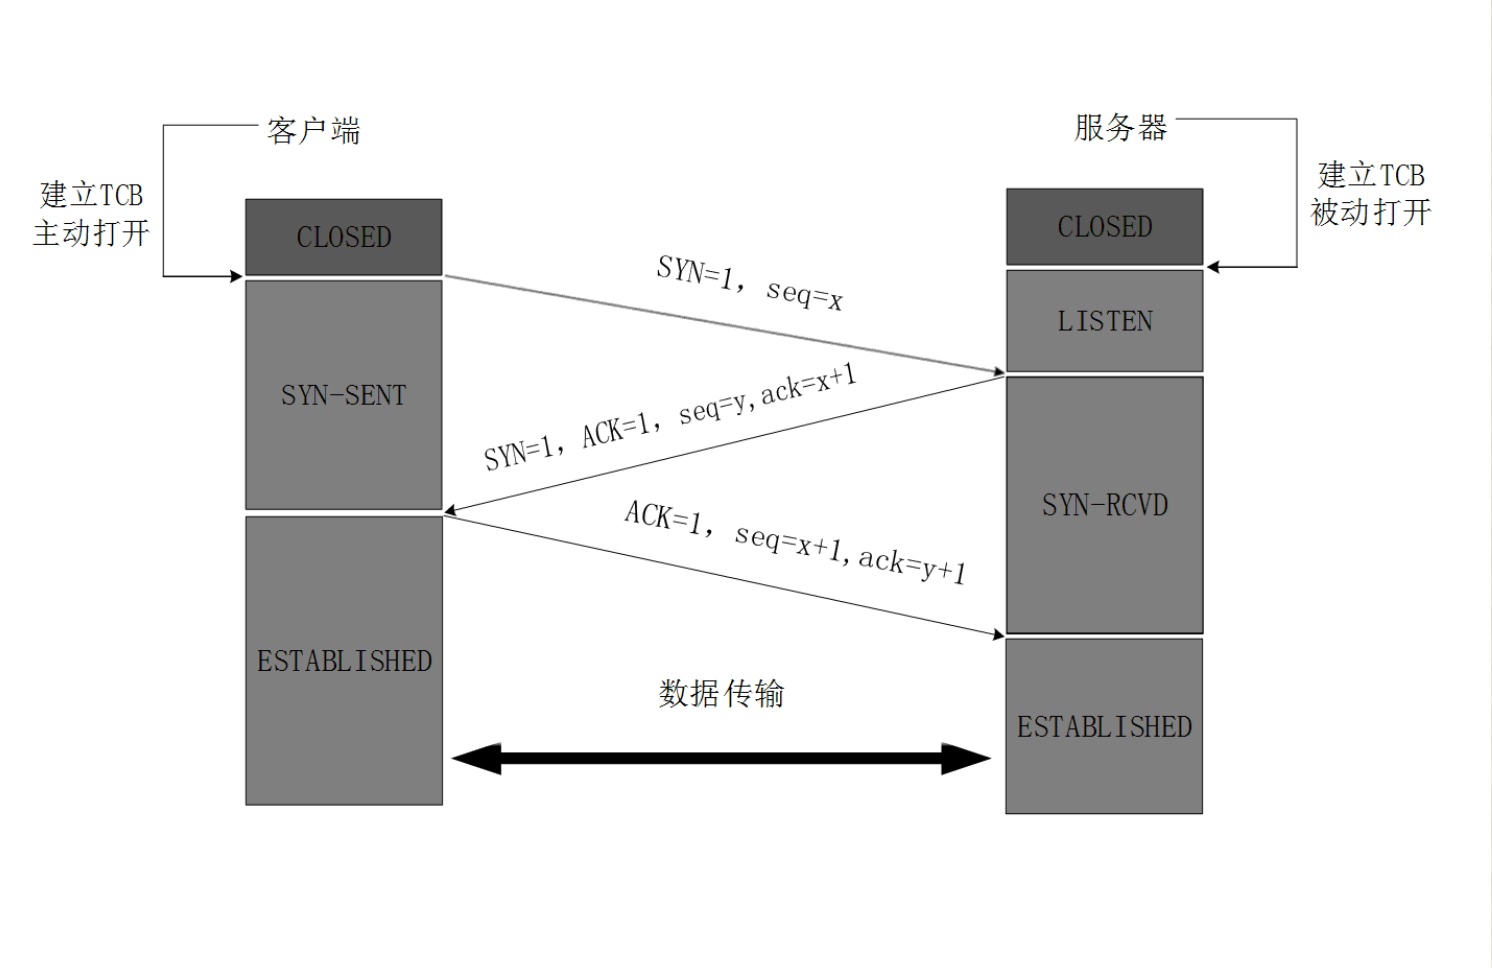 客户端
服务器
建立TCB
主动打开
建立TCB
被动打开
CLOSED
CLOSED
SYN=1, seq=x
LISTEN
SYN-SENT
SYN=1, ACK=1, seq=y,ack=x+1
SYN-RCVD
ACK=1, seq=x+1,ack=y+1
ESTABLISHED
数据传输
ESTABLISHED